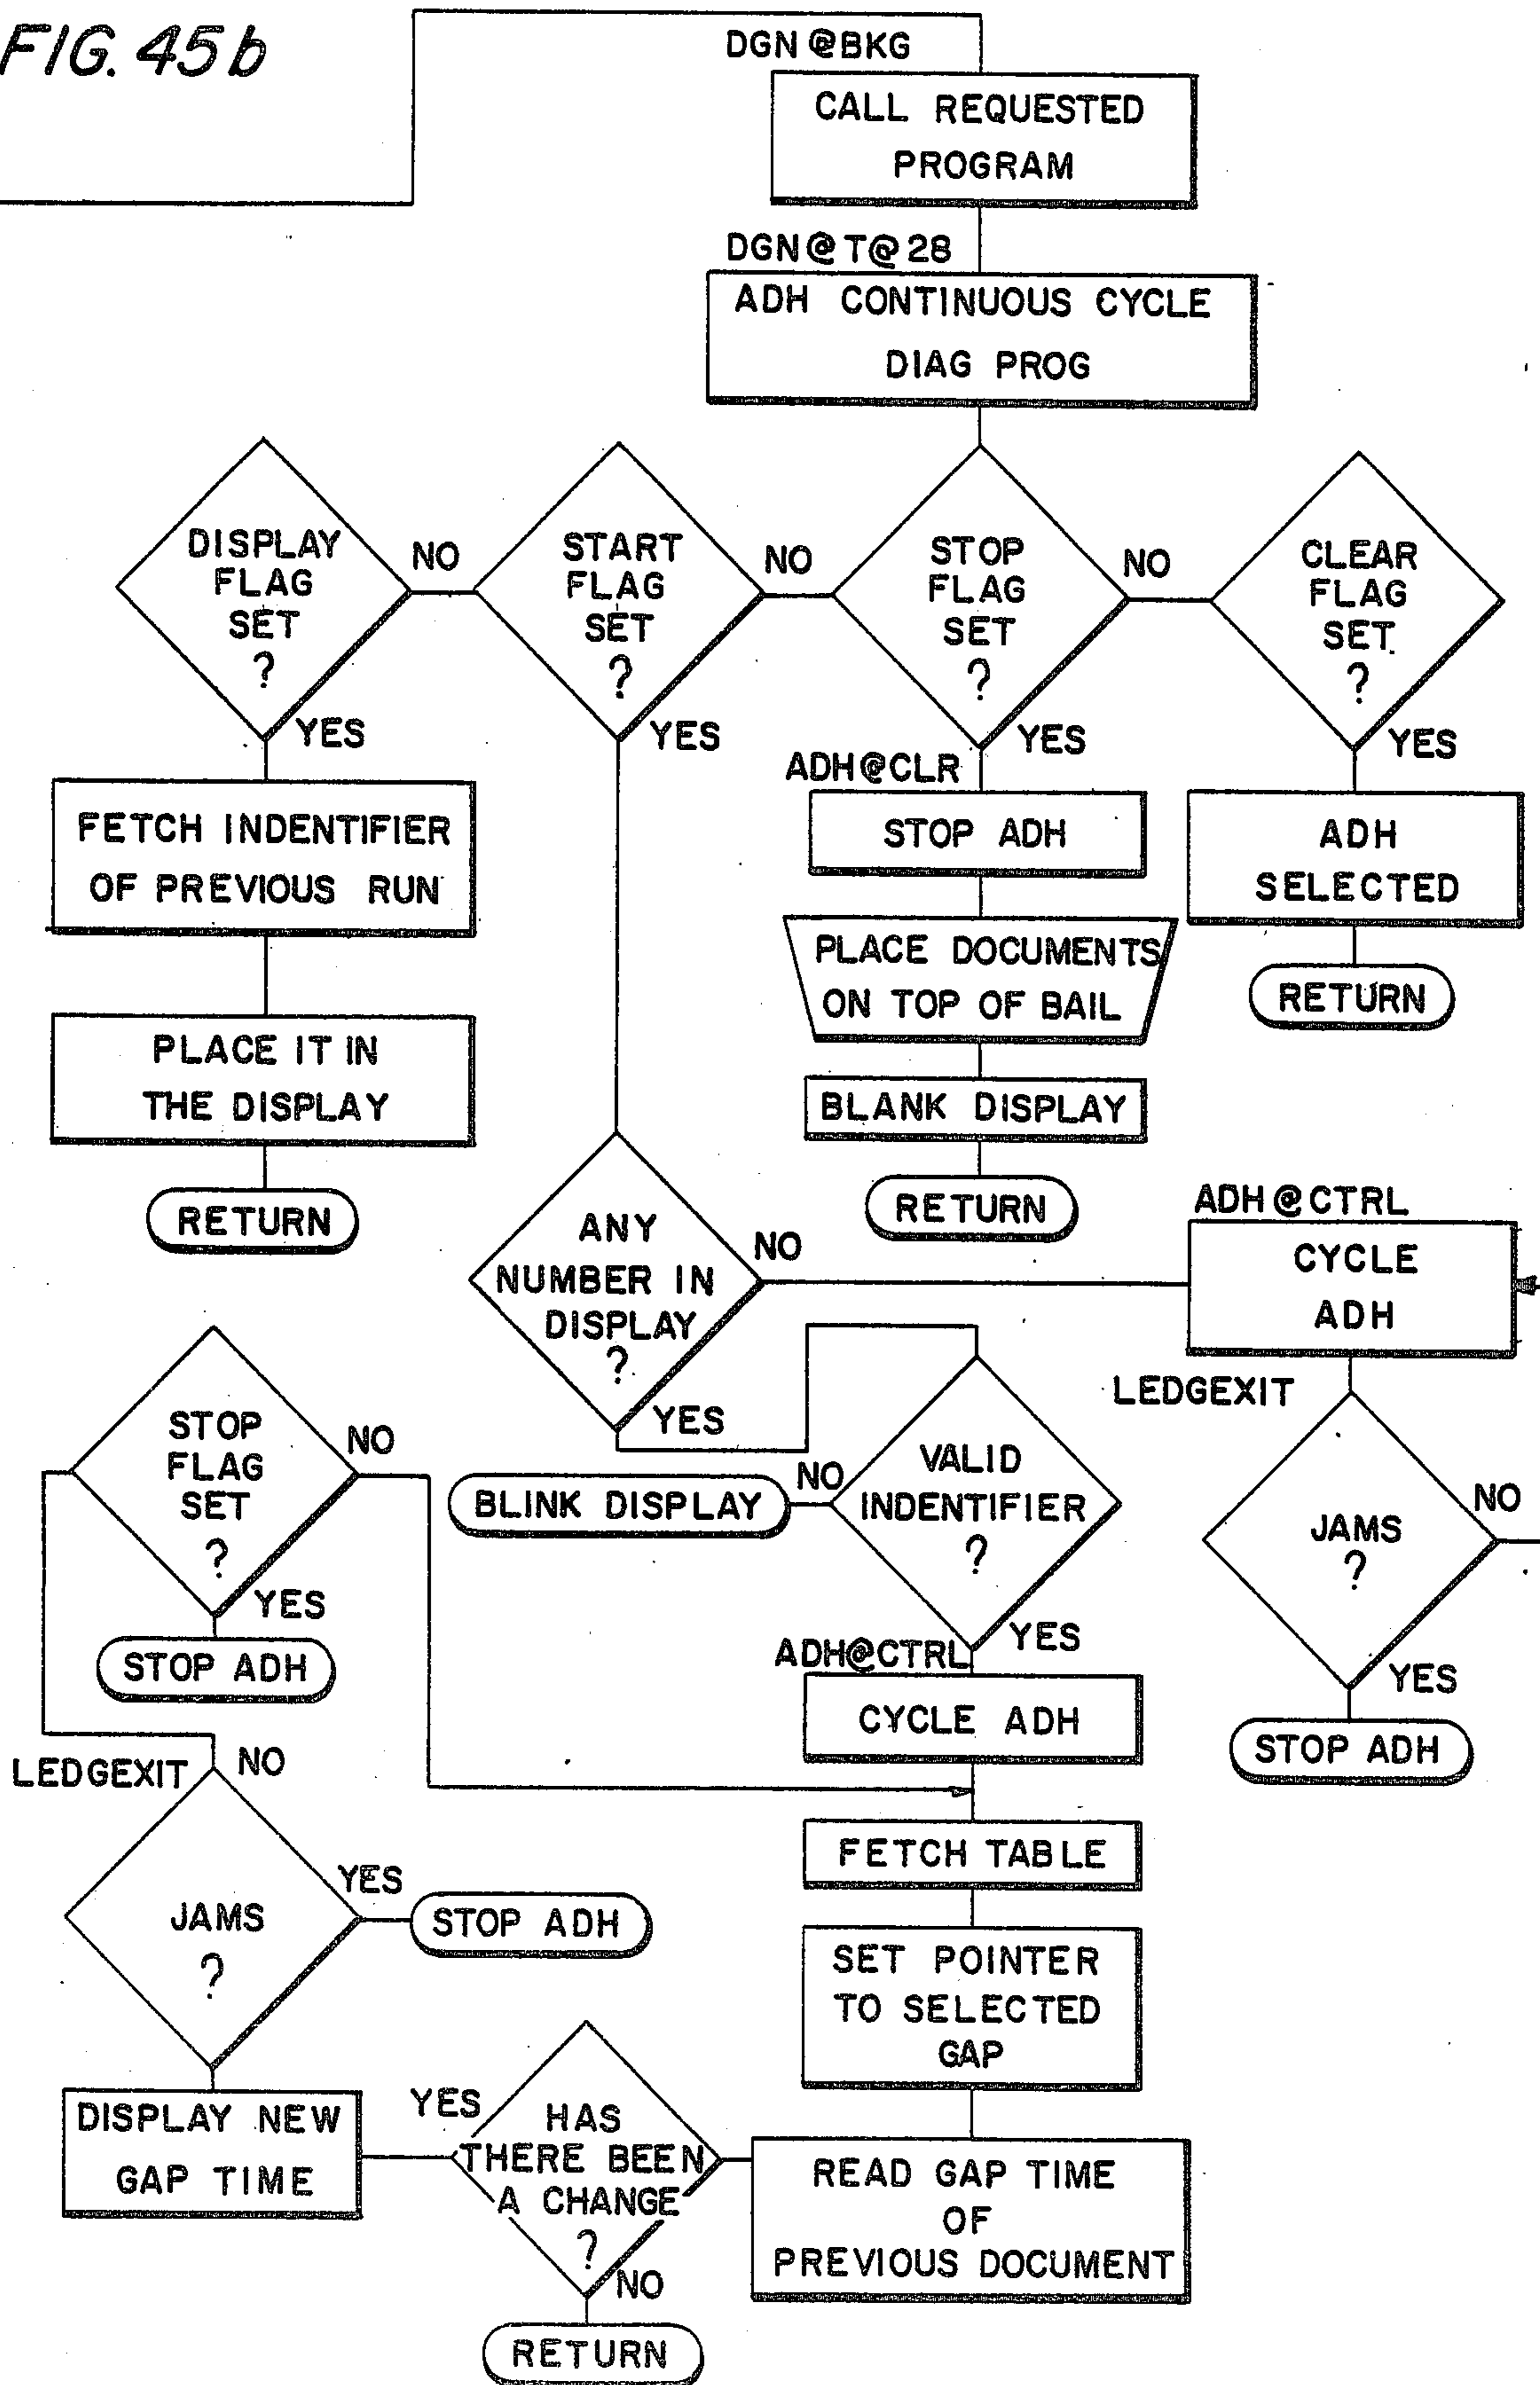 FIG. 45b
DGN@BKG
CALL REQUESTED
PROGRAM
DGN@T@28
ADH CONTINUOUS CYCLE
DIAG PROG
DISPLAY
FLAG
SET
?
NO
YES
START
FLAG
SET
?
NO
YES
STOP
FLAG
SET
?
NO
YES
CLEAR
FLAG
SET
?
YES
FETCH INDENTIFIER
OF PREVIOUS RUN
PLACE IT IN
THE DISPLAY
RETURN
ADH@CLR
STOP ADH
PLACE DOCUMENTS
ON TOP OF BAIL
BLANK DISPLAY
RETURN
ADH
SELECTED
RETURN
ANY
NUMBER IN
DISPLAY
?
NO
YES
ADH@CTRL
CYCLE
ADH
LEDGEXIT
JAMS
?
NO
YES
STOP ADH
VALID
INDENTIFIER
?
NO
BLINK DISPLAY
YES
ADH@CTRL
CYCLE ADH
FETCH TABLE
SET POINTER
TO SELECTED
GAP
READ GAP TIME
OF
PREVIOUS DOCUMENT
HAS
THERE BEEN
A CHANGE
?
YES
NO
RETURN
DISPLAY NEW
GAP TIME
JAMS
?
YES
STOP ADH
LEDGEXIT
NO
STOP
FLAG
SET
?
NO
YES
STOP ADH